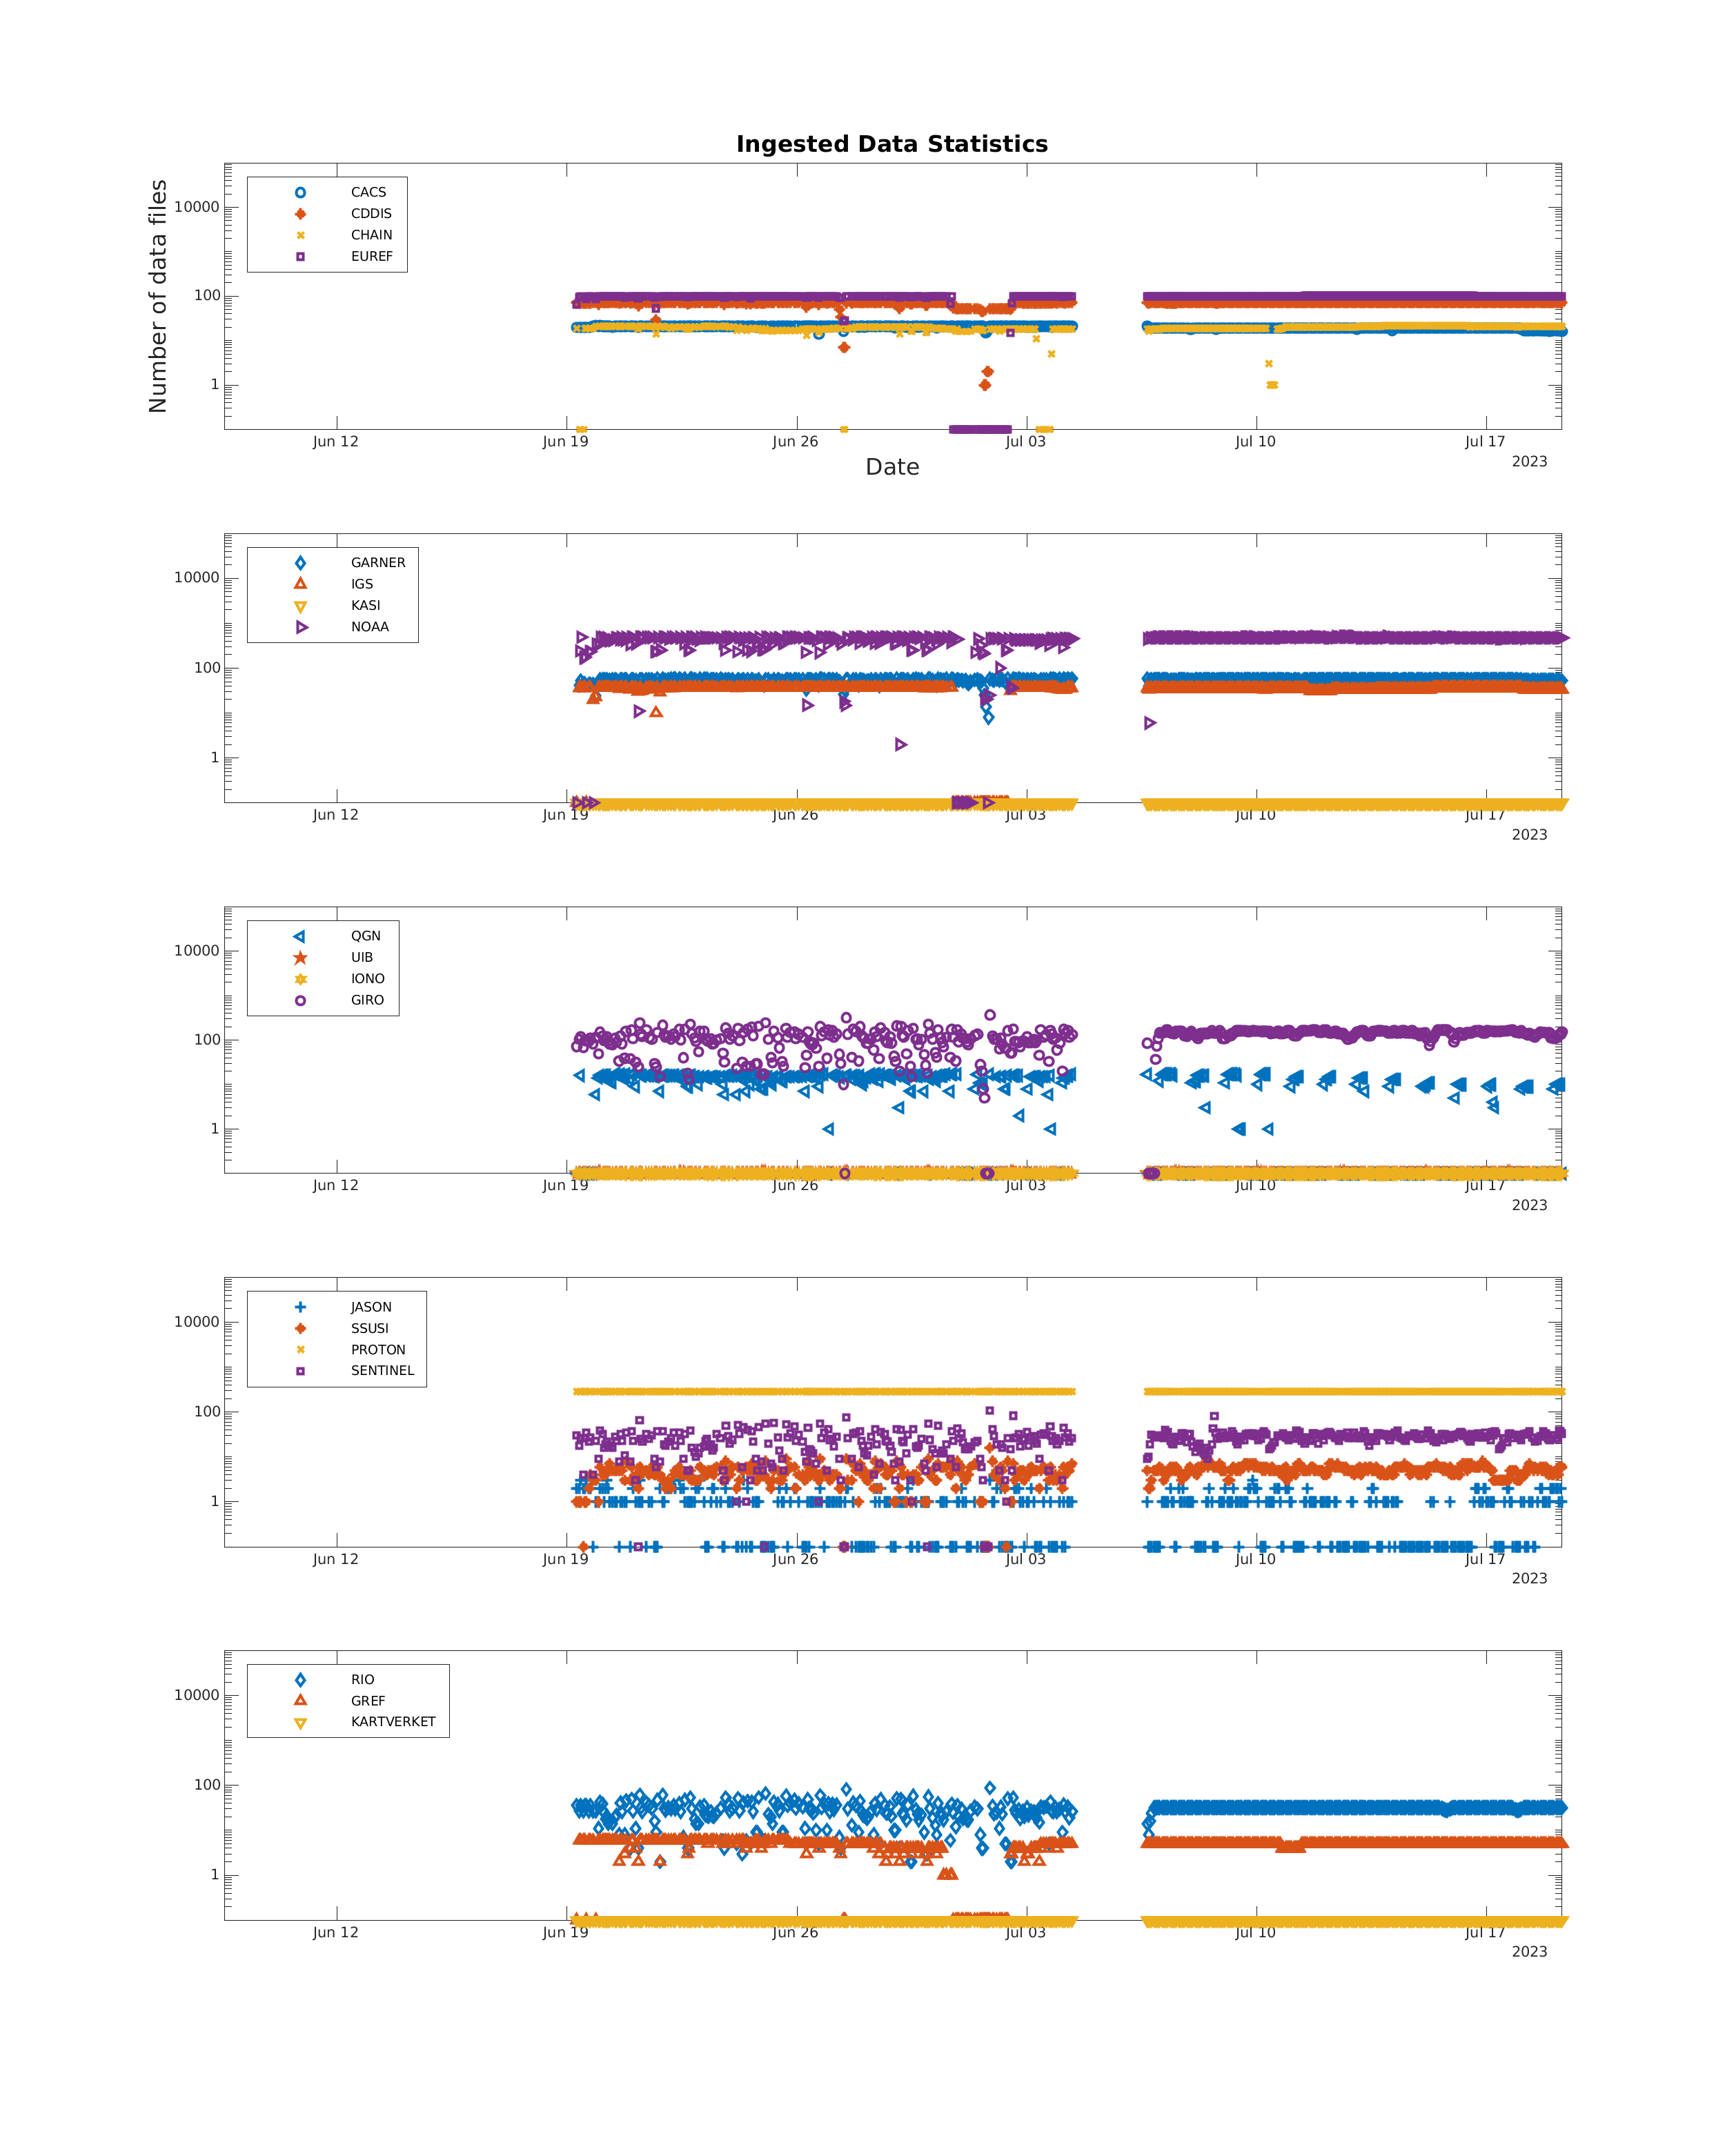 Ingested Data Statistics
Number of data files
10000
100
1
CACS
CDDIS
CHAIN
EUREF
Jun 12
Jun 19
Jun 26
Jul 03
Jul 10
Jul 17
2023
Date
10000
100
1
GARNER
IGS
KASI
NOAA
Jun 12
Jun 19
Jun 26
Jul 03
Jul 10
Jul 17
2023
10000
100
1
QGN
UIB
IONO
GIRO
Jun 12
Jun 19
Jun 26
Jul 03
Jul 10
Jul 17
2023
10000
100
1
JASON
SSUSI
PROTON
SENTINEL
Jun 12
Jun 19
Jun 26
Jul 03
Jul 10
Jul 17
2023
10000
100
1
RIO
GREF
KARTVERKET
Jun 12
Jun 19
Jun 26
Jul 03
Jul 10
Jul 17
2023